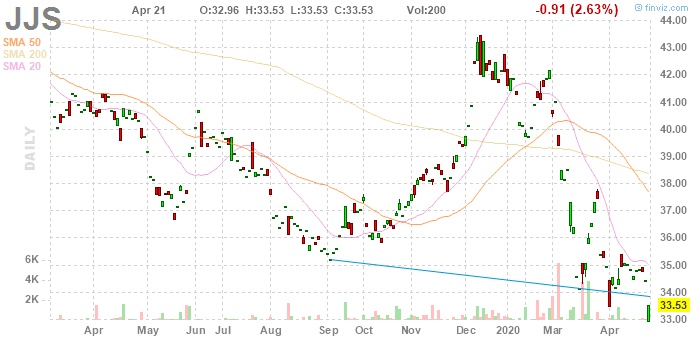 JJS Apr 21 O:32.96 H:33.53 L:32.96 C:33.53 Vol:200 -0.91 (2.63%) © finviz.com
SMA 50
SMA 200
SMA 20
DAILY
44.00
43.00
42.00
41.00
40.00
39.00
38.00
37.00
36.00
35.00
34.00
33.53
33.00
6K
4K
2K
Apr May Jun Jul Aug Sep Oct Nov Dec 2020 Mar Apr